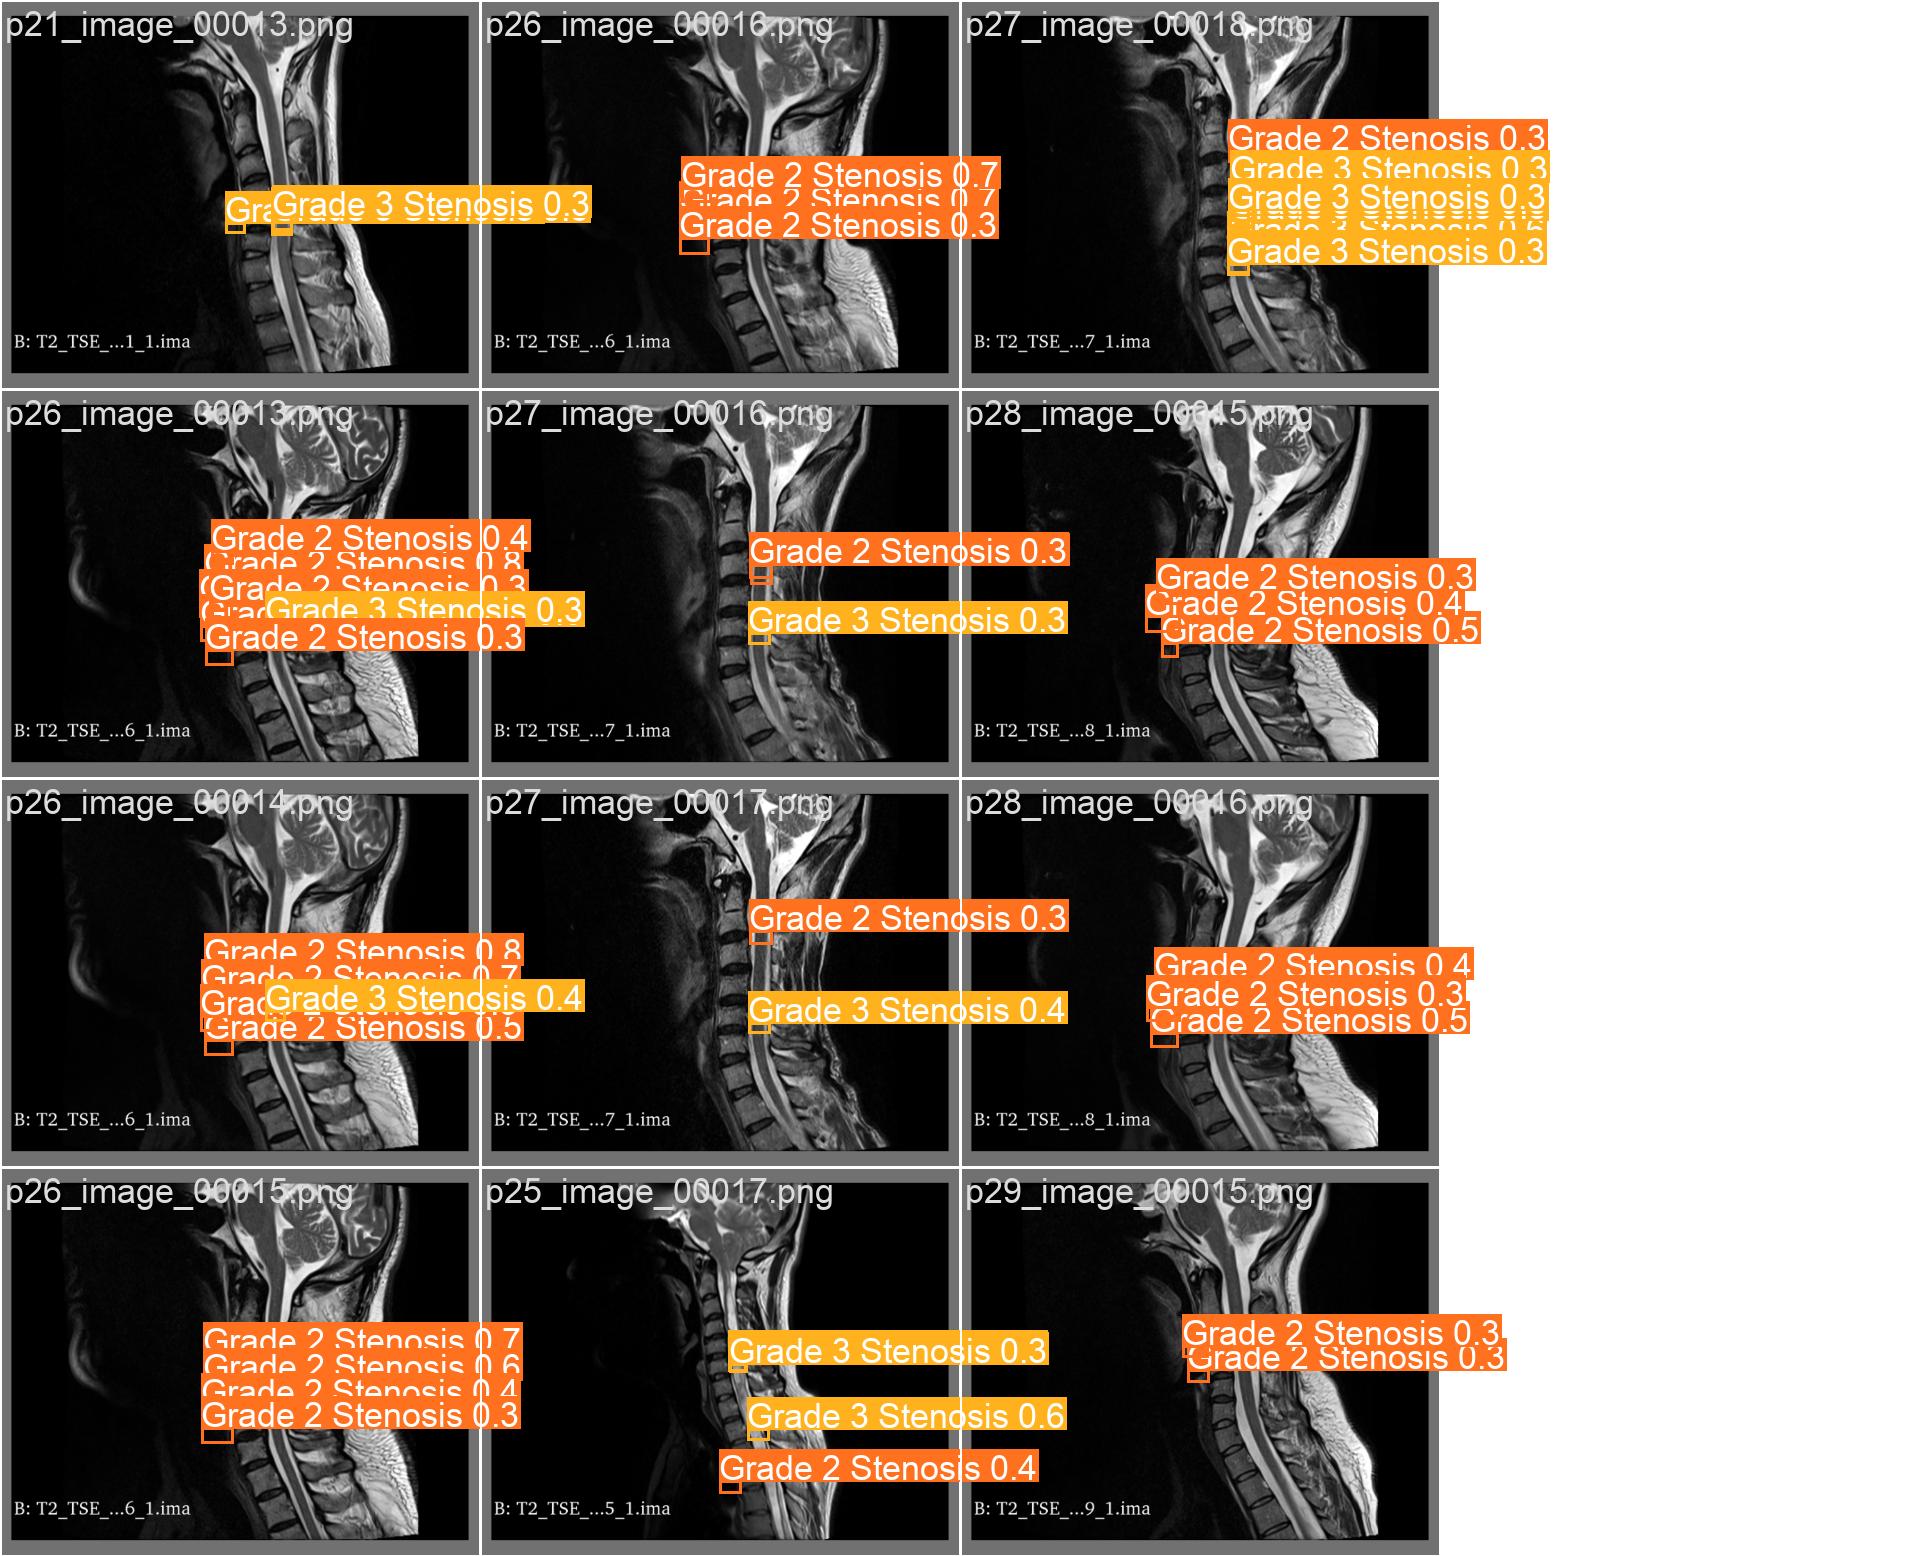 p21_image_00013.png
Gra
Grade 3 Stenosis 0.3
B: T2_TSE_...1_1.ima
p26_image_00016.png
Grade 2 Stenosis 0.7
Grade 2 Stenosis 0.7
Grade 2 Stenosis 0.3
B: T2_TSE_...6_1.ima
p27_image_00018.png
Grade 2 Stenosis 0.3
Grade 3 Stenosis 0.3
Grade 3 Stenosis 0.3
Grade 3 Stenosis 0.3
B: T2_TSE_...7_1.ima
p26_image_00013.png
Grade 2 Stenosis 0.4
Grade 2 Stenosis 0.8
Grade 2 Stenosis 0.3
Grade 3 Stenosis 0.3
Grade 2 Stenosis 0.3
B: T2_TSE_...6_1.ima
p27_image_00016.png
Grade 2 Stenosis 0.3
Grade 3 Stenosis 0.3
B: T2_TSE_...7_1.ima
p28_image_00015.png
Grade 2 Stenosis 0.3
Grade 2 Stenosis 0.4
Grade 2 Stenosis 0.5
B: T2_TSE_...8_1.ima
p26_image_00014.png
Grade 2 Stenosis 0.8
Grade 2 Stenosis 0.7
Grad
Grade 3 Stenosis 0.4
Grade 2 Stenosis 0.5
B: T2_TSE_...6_1.ima
p27_image_00017.png
Grade 2 Stenosis 0.3
Grade 3 Stenosis 0.4
B: T2_TSE_...7_1.ima
p28_image_00016.png
Grade 2 Stenosis 0.4
Grade 2 Stenosis 0.3
Grade 2 Stenosis 0.5
B: T2_TSE_...8_1.ima
p26_image_00015.png
Grade 2 Stenosis 0.7
Grade 2 Stenosis 0.6
Grade 2 Stenosis 0.4
Grade 2 Stenosis 0.3
B: T2_TSE_...6_1.ima
p25_image_00017.png
Grade 3 Stenosis 0.3
Grade 3 Stenosis 0.6
Grade 2 Stenosis 0.4
B: T2_TSE_...5_1.ima
p29_image_00015.png
Grade 2 Stenosis 0.3
Grade 2 Stenosis 0.3
B: T2_TSE_...9_1.ima